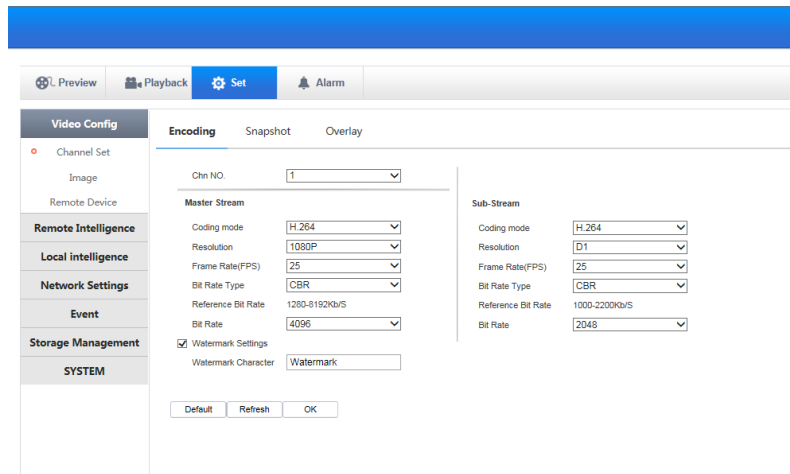 Preview Playback Set Alarm
Video Config
Channel Set
Image
Remote Device
Remote Intelligence
Local intelligence
Network Settings
Event
Storage Management
SYSTEM
Encoding Snapshot Overlay
Chn NO. 1
Master Stream
Coding mode H.264
Resolution 1080P
Frame Rate(FPS) 25
Bit Rate Type CBR
Reference Bit Rate 1280-8192Kb/S
Bit Rate 4096
Watermark Settings
Watermark Character Watermark
Sub-Stream
Coding mode H.264
Resolution D1
Frame Rate(FPS) 25
Bit Rate Type CBR
Reference Bit Rate 1000-2200Kb/S
Bit Rate 2048
Default Refresh OK